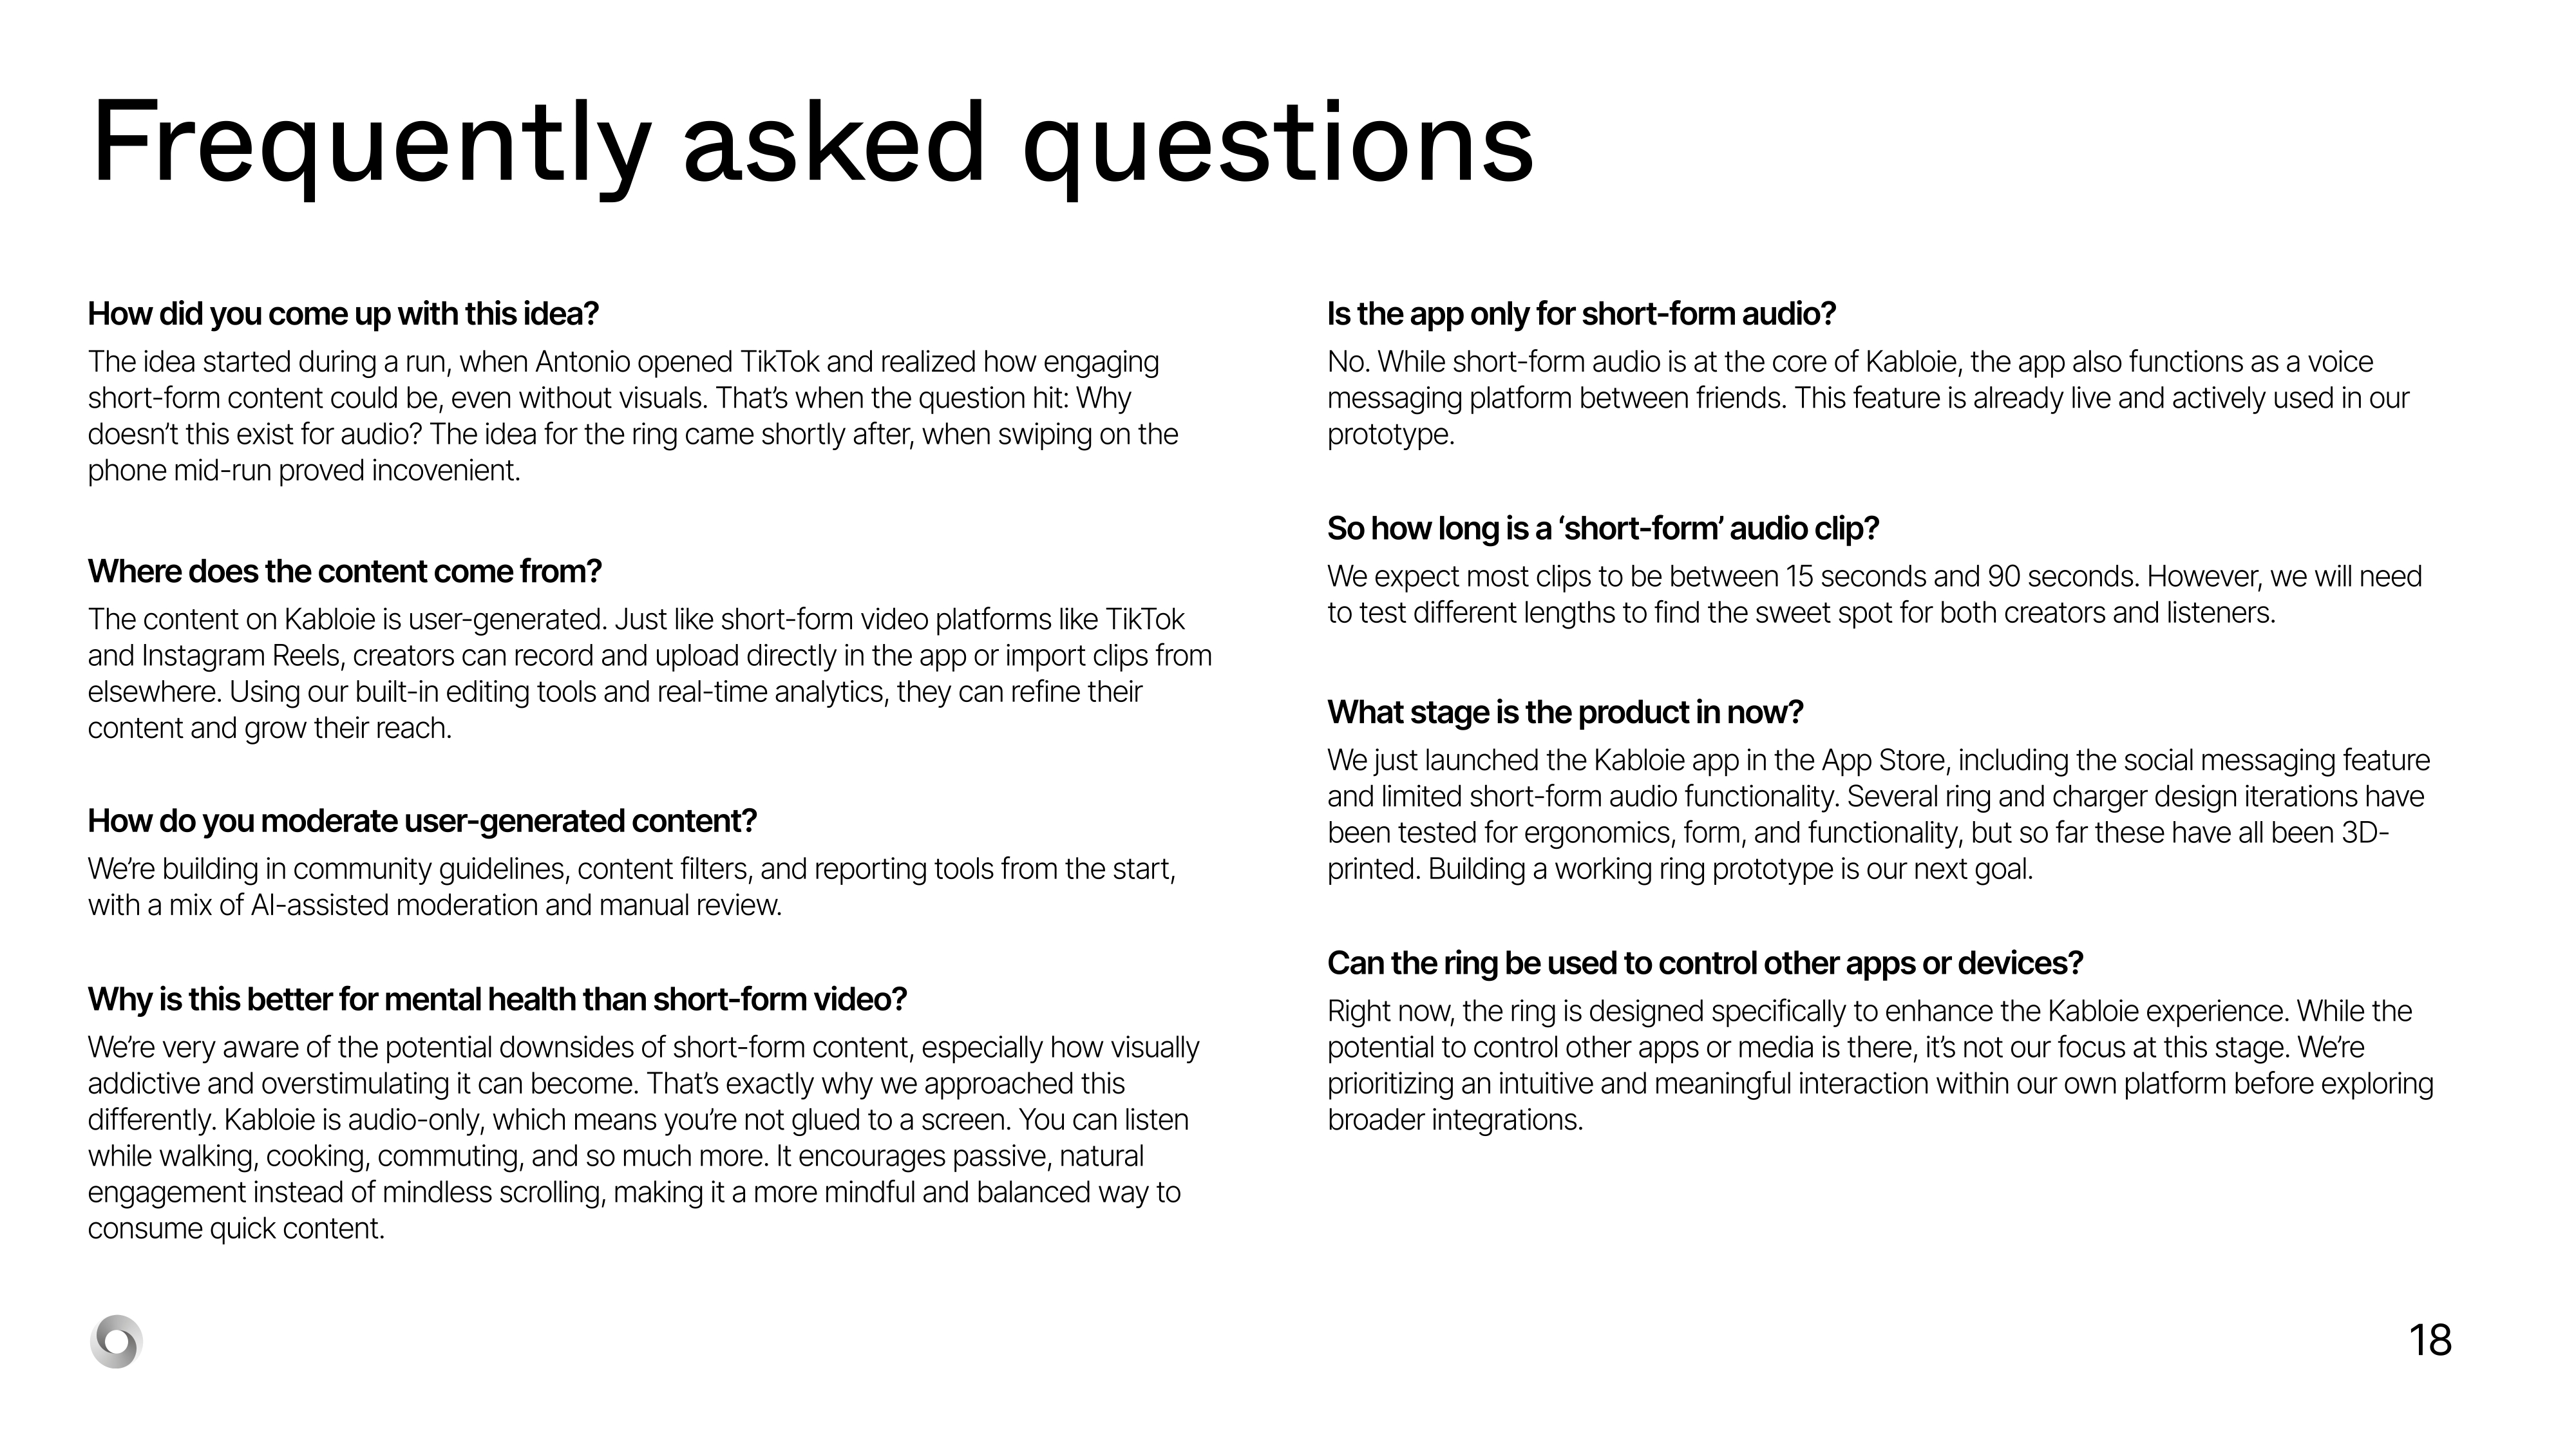 Frequently asked questions
How did you come up with this idea?
The idea started during a run, when Antonio opened TikTok and realized how engaging
short-form content could be, even without visuals. That’s when the question hit: Why
doesn’t this exist for audio? The idea for the ring came shortly after, when swiping on the
phone mid-run proved incovenient.
Where does the content come from?
The content on Kabloie is user-generated. Just like short-form video platforms like TikTok
and Instagram Reels, creators can record and upload directly in the app or import clips from
elsewhere. Using our built-in editing tools and real-time analytics, they can refine their
content and grow their reach.
How do you moderate user-generated content?
We’re building in community guidelines, content filters, and reporting tools from the start,
with a mix of AI-assisted moderation and manual review.
Why is this better for mental health than short-form video?
We’re very aware of the potential downsides of short-form content, especially how visually
addictive and overstimulating it can become. That’s exactly why we approached this
differently. Kabloie is audio-only, which means you’re not glued to a screen. You can listen
while walking, cooking, commuting, and so much more. It encourages passive, natural
engagement instead of mindless scrolling, making it a more mindful and balanced way to
consume quick content.
Is the app only for short-form audio?
No. While short-form audio is at the core of Kabloie, the app also functions as a voice
messaging platform between friends. This feature is already live and actively used in our
prototype.
So how long is a ‘short-form’ audio clip?
We expect most clips to be between 15 seconds and 90 seconds. However, we will need
to test different lengths to find the sweet spot for both creators and listeners.
What stage is the product in now?
We just launched the Kabloie app in the App Store, including the social messaging feature
and limited short-form audio functionality. Several ring and charger design iterations have
been tested for ergonomics, form, and functionality, but so far these have all been 3D-
printed. Building a working ring prototype is our next goal.
Can the ring be used to control other apps or devices?
Right now, the ring is designed specifically to enhance the Kabloie experience. While the
potential to control other apps or media is there, it’s not our focus at this stage. We’re
prioritizing an intuitive and meaningful interaction within our own platform before exploring
broader integrations.
18